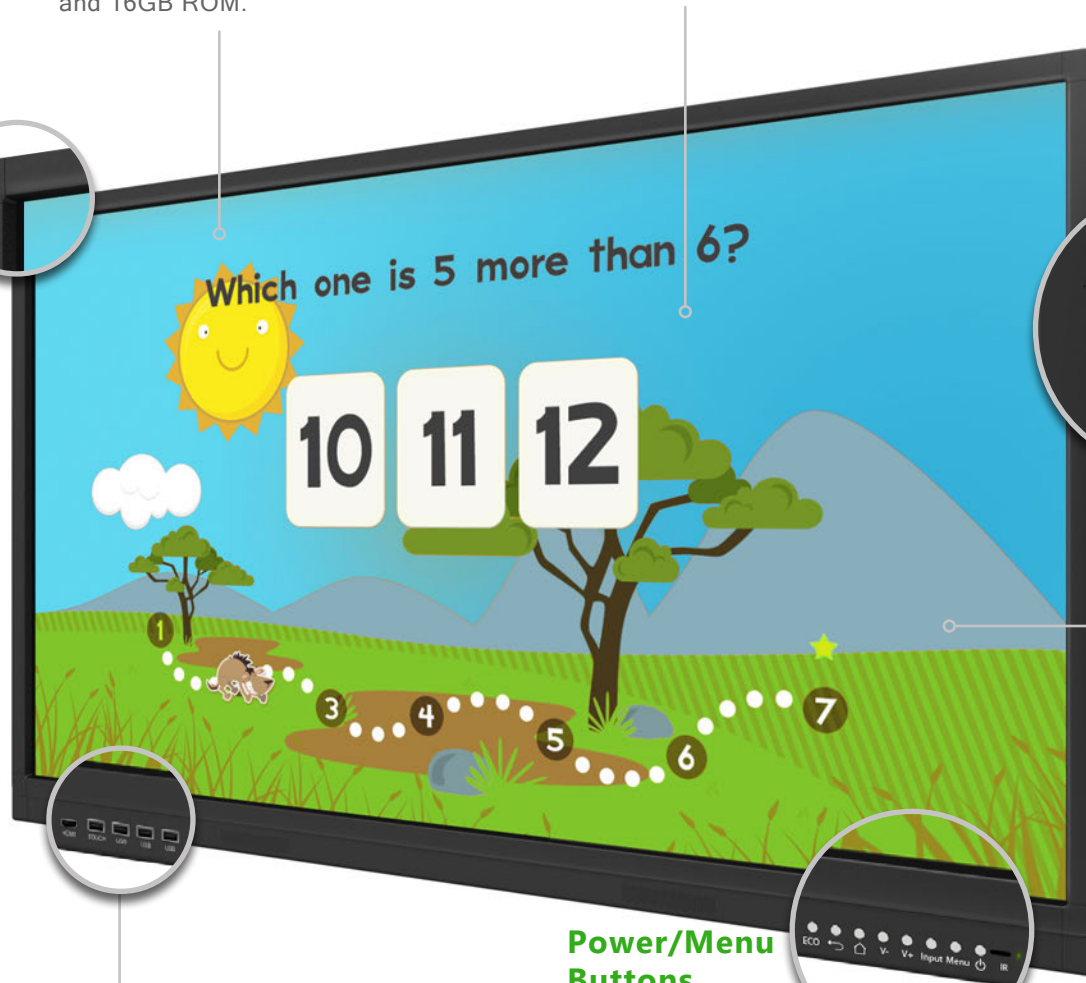 and 16GB ROM.
Which one is 5 more than 6?
10 11 12
1
3
4
5
6
7
HDMI TOUCH USB USB USB
ECO V- V+ Input Menu IR
Power/Menu
Buttons